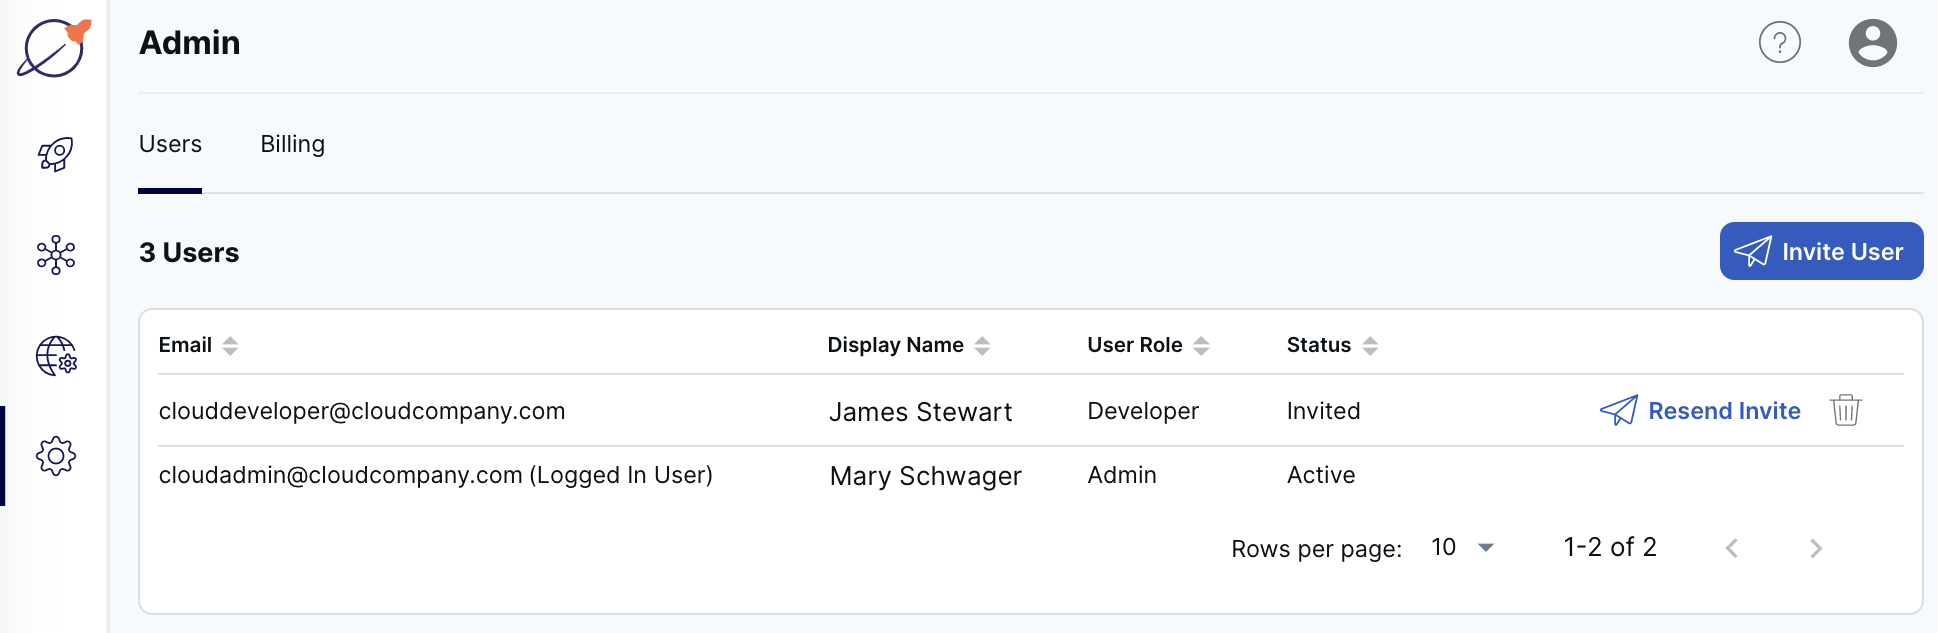 Admin
?
Users Billing
3 Users
Invite User
Email Display Name User Role Status
clouddeveloper@cloudcompany.com James Stewart Developer Invited Resend Invite
cloudadmin@cloudcompany.com (Logged In User) Mary Schwager Admin Active
Rows per page: 10 1-2 of 2